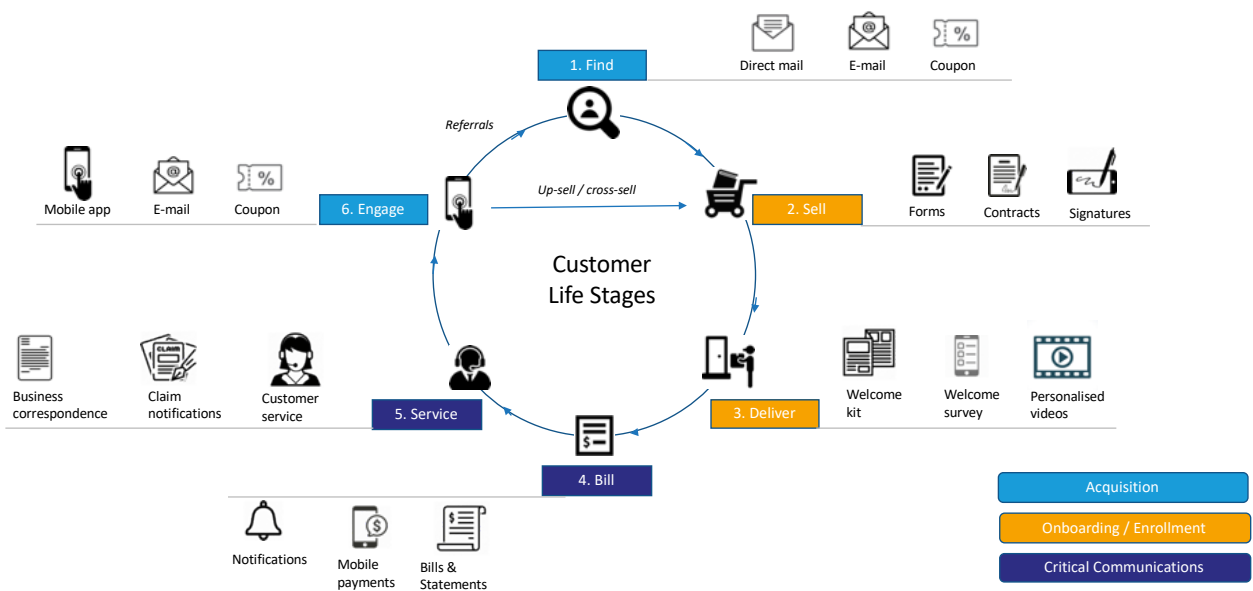 1. Find
Direct mail
E-mail
Coupon
Referrals
Mobile app
E-mail
Coupon
6. Engage
Up-sell / cross-sell
2. Sell
Forms
Contracts
Signatures
Customer
Life Stages
Business
correspondence
CLAIM
Claim
notifications
Customer
service
5. Service
3. Deliver
Welcome
kit
Welcome
survey
Personalised
videos
4. Bill
Notifications
Mobile
payments
Bills &
Statements
Acquisition
Onboarding / Enrollment
Critical Communications